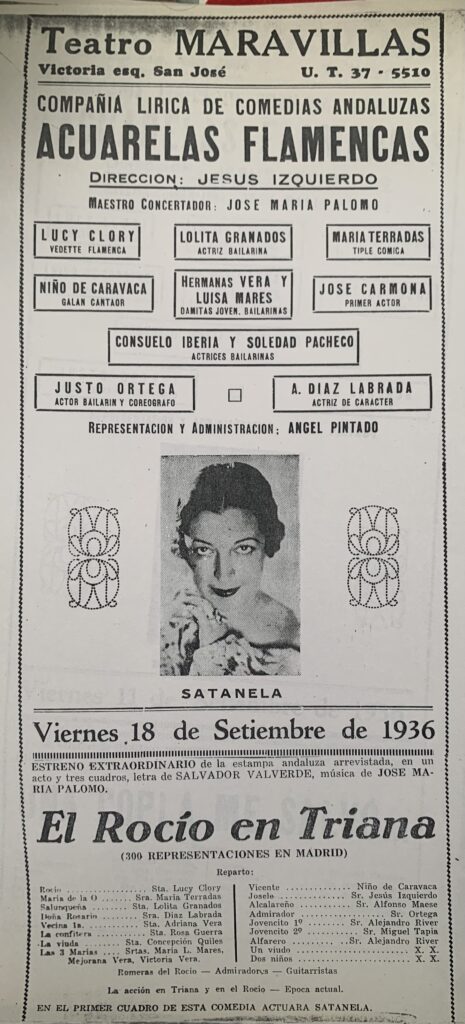 Teatro MARAVILLAS
Victoria esq. San José U. T. 37 - 5510
COMPAÑIA LIRICA DE COMEDIAS ANDALUZAS
ACUARELAS FLAMENCAS
DIRECCION: JESUS IZQUIERDO
MAESTRO CONCERTADOR: JOSE MARIA PALOMO
LUCY CLORY
VEDETTE FLAMENCA
LOLITA GRANADOS
ACTRIZ BAILARINA
MARIA TERRADAS
TIPLE COMICA
NIÑO DE CARAVACA
GALAN CANTAOR
HERMANAS VERA Y
LUISA MARES
DAMITAS JOVEN. BAILARINAS
JOSE CARMONA
PRIMER ACTOR
CONSUELO IBERIA Y SOLEDAD PACHECO
ACTRICES BAILARINAS
JUSTO ORTEGA
ACTOR BAILARIN Y COREOGRAFO
A. DIAZ LABRADA
ACTRIZ DE CARACTER
REPRESENTACION Y ADMINISTRACION: ANGEL PINTADO
SATANELA
Viernes 18 de Setiembre de 1936
ESTRENO EXTRAORDINARIO de la estampa andaluza arrevistada, en un
acto y tres cuadros, letra de SALVADOR VALVERDE, música de JOSE MA-
RIA PALOMO.
El Rocío en Triana
(300 REPRESENTACIONES EN MADRID)
Reparto:
Rocio .......... Sta. Lucy Clory
Maria de la O .... Sra. Maria Terradas
Salunqueña .... Sta. Lolita Granados
Doña Rosario .... Sra. Diaz Labrada
Vecina 1a. ........ Sta. Adriana Vera
La confitera ...... Sta. Rosa Guerra
La viuda ..... Sta. Concepción Quiles
Las 3 Marias .... Srtas. Maria L. Mares,
Mejorana Vera, Victoria Vera.
Vicente ............ Niño de Caravaca
Josele ............ Sr. Jesús Izquierdo
Alcalareño ........ Sr. Alfonso Maese
Admirador .............. Sr. Ortega
Jovencito 1º ...... Sr. Alejandro River
Jovencito 2º ........ Sr. Miguel Tapia
Alfarero .......... Sr. Alejandro River
Un viudo .................. X. X.
Dos niños .................. X. X.
Romeras del Rocio — Admiradores — Guitarristas
La acción en Triana y en el Rocio — Epoca actual.
EN EL PRIMER CUADRO DE ESTA COMEDIA ACTUARA SATANELA.